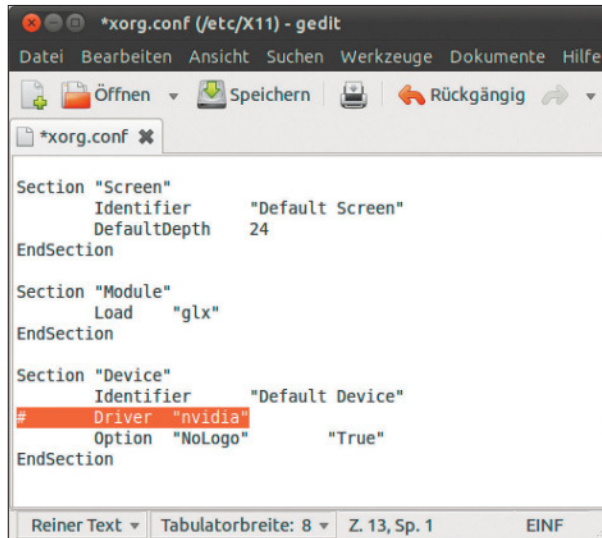 *xorg.conf (/etc/X11) - gedit
Datei Bearbeiten Ansicht Suchen Werkzeuge Dokumente Hilfe
Öffnen Speichern Rückgängig
*xorg.conf
Section "Screen"
Identifier "Default Screen"
DefaultDepth 24
EndSection
Section "Module"
Load "glx"
EndSection
Section "Device"
Identifier "Default Device"
# Driver "nvidia"
Option "NoLogo" "True"
EndSection
Reiner Text Tabulatorbreite: 8 Z. 13, Sp. 1 EINF